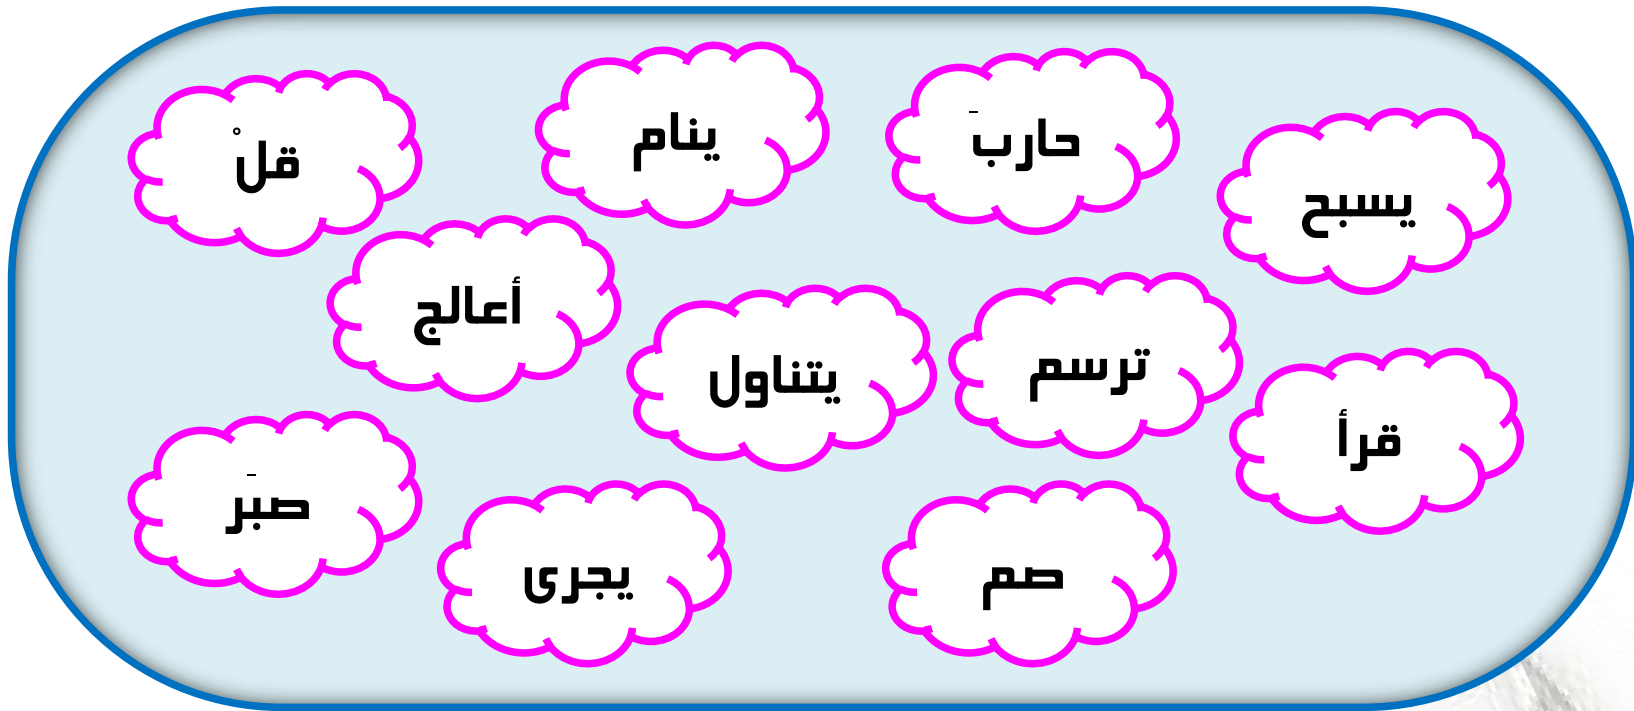 حاربَ
ينام
قلْ
يسبح
أعالج
ترسم
يتناول
قرأ
صبرَ
صم
يجرى